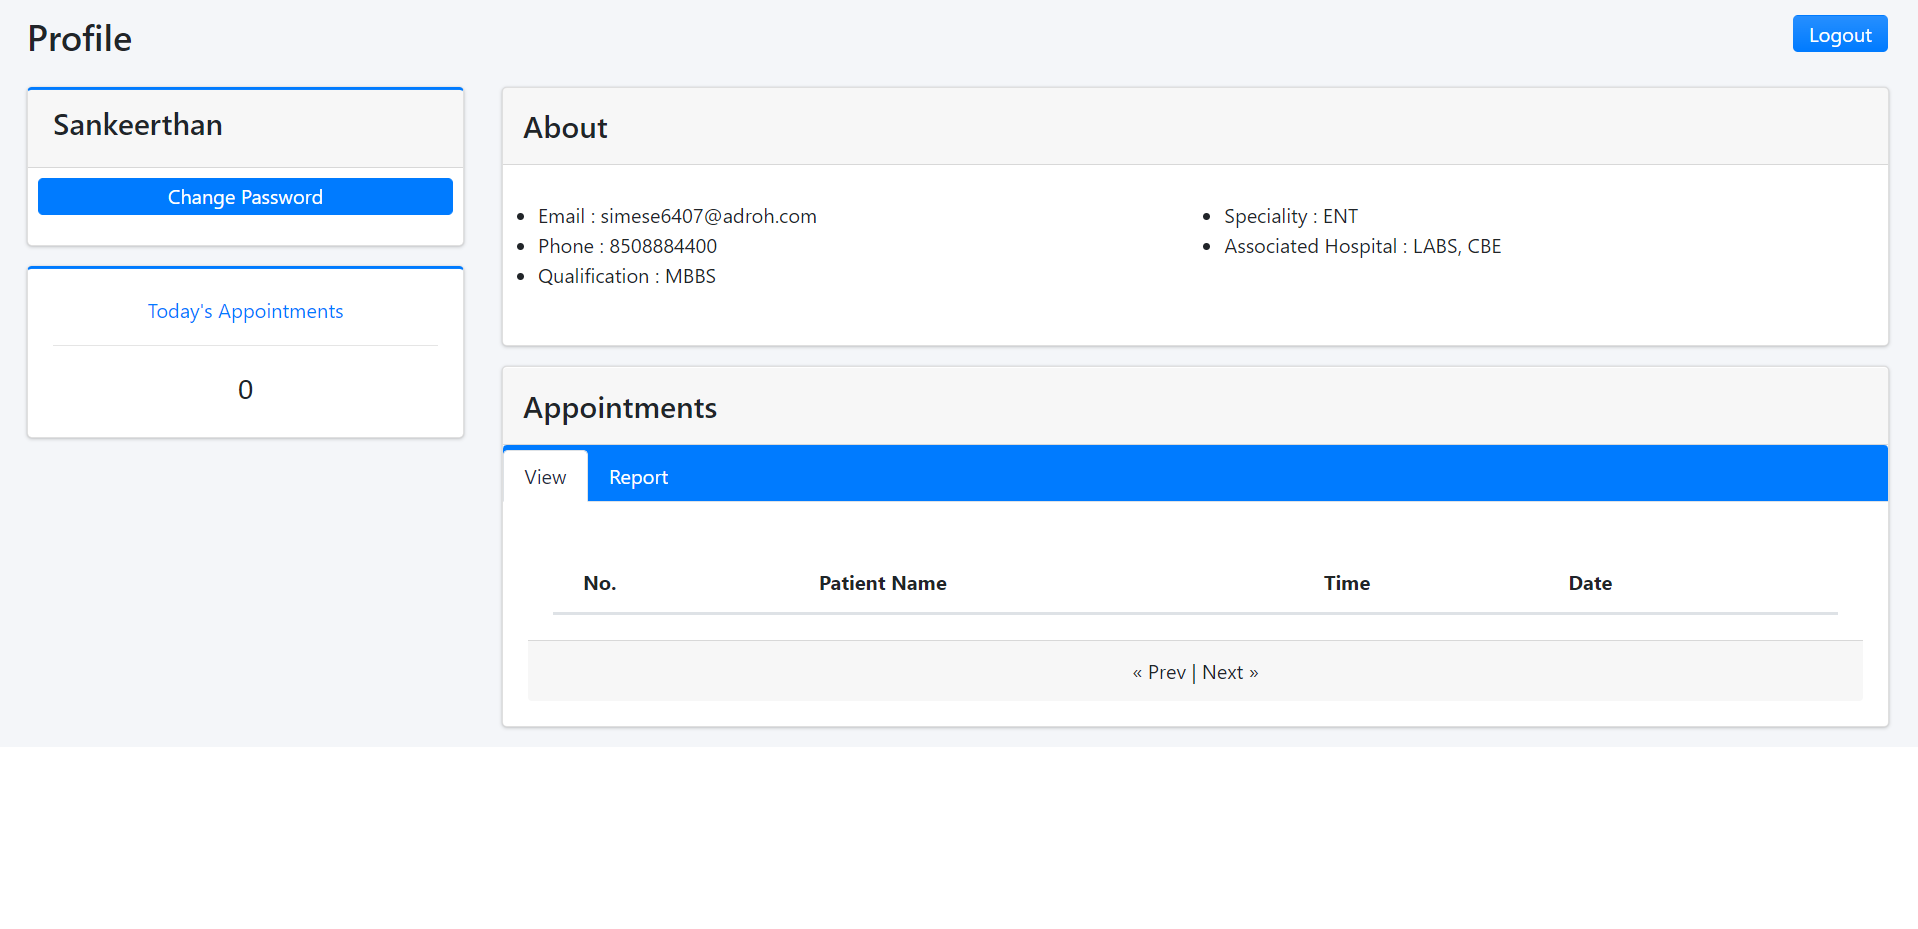 Profile
Logout
Sankeerthan
Change Password
Today's Appointments
0
About
Email : simese6407@adroh.com
Phone : 8508884400
Qualification : MBBS
Speciality : ENT
Associated Hospital : LABS, CBE
Appointments
View Report
No. Patient Name Time Date
« Prev | Next »